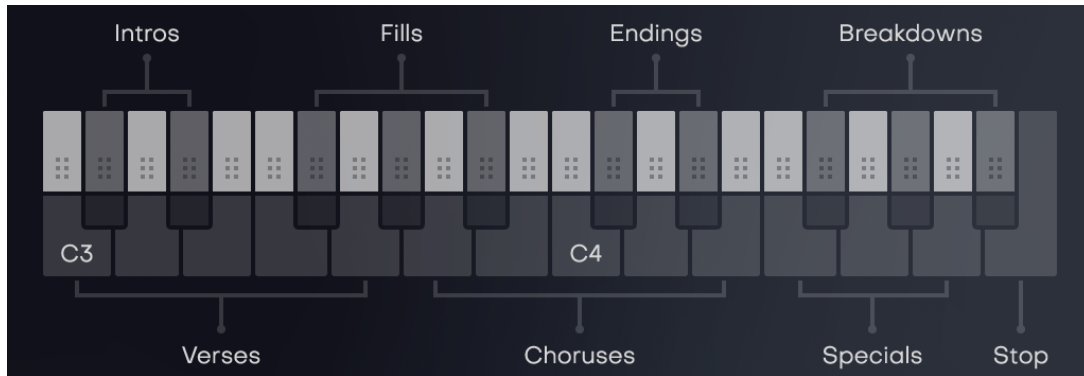 Intros Fills Endings Breakdowns
C3 C4
Verses Choruses Specials Stop